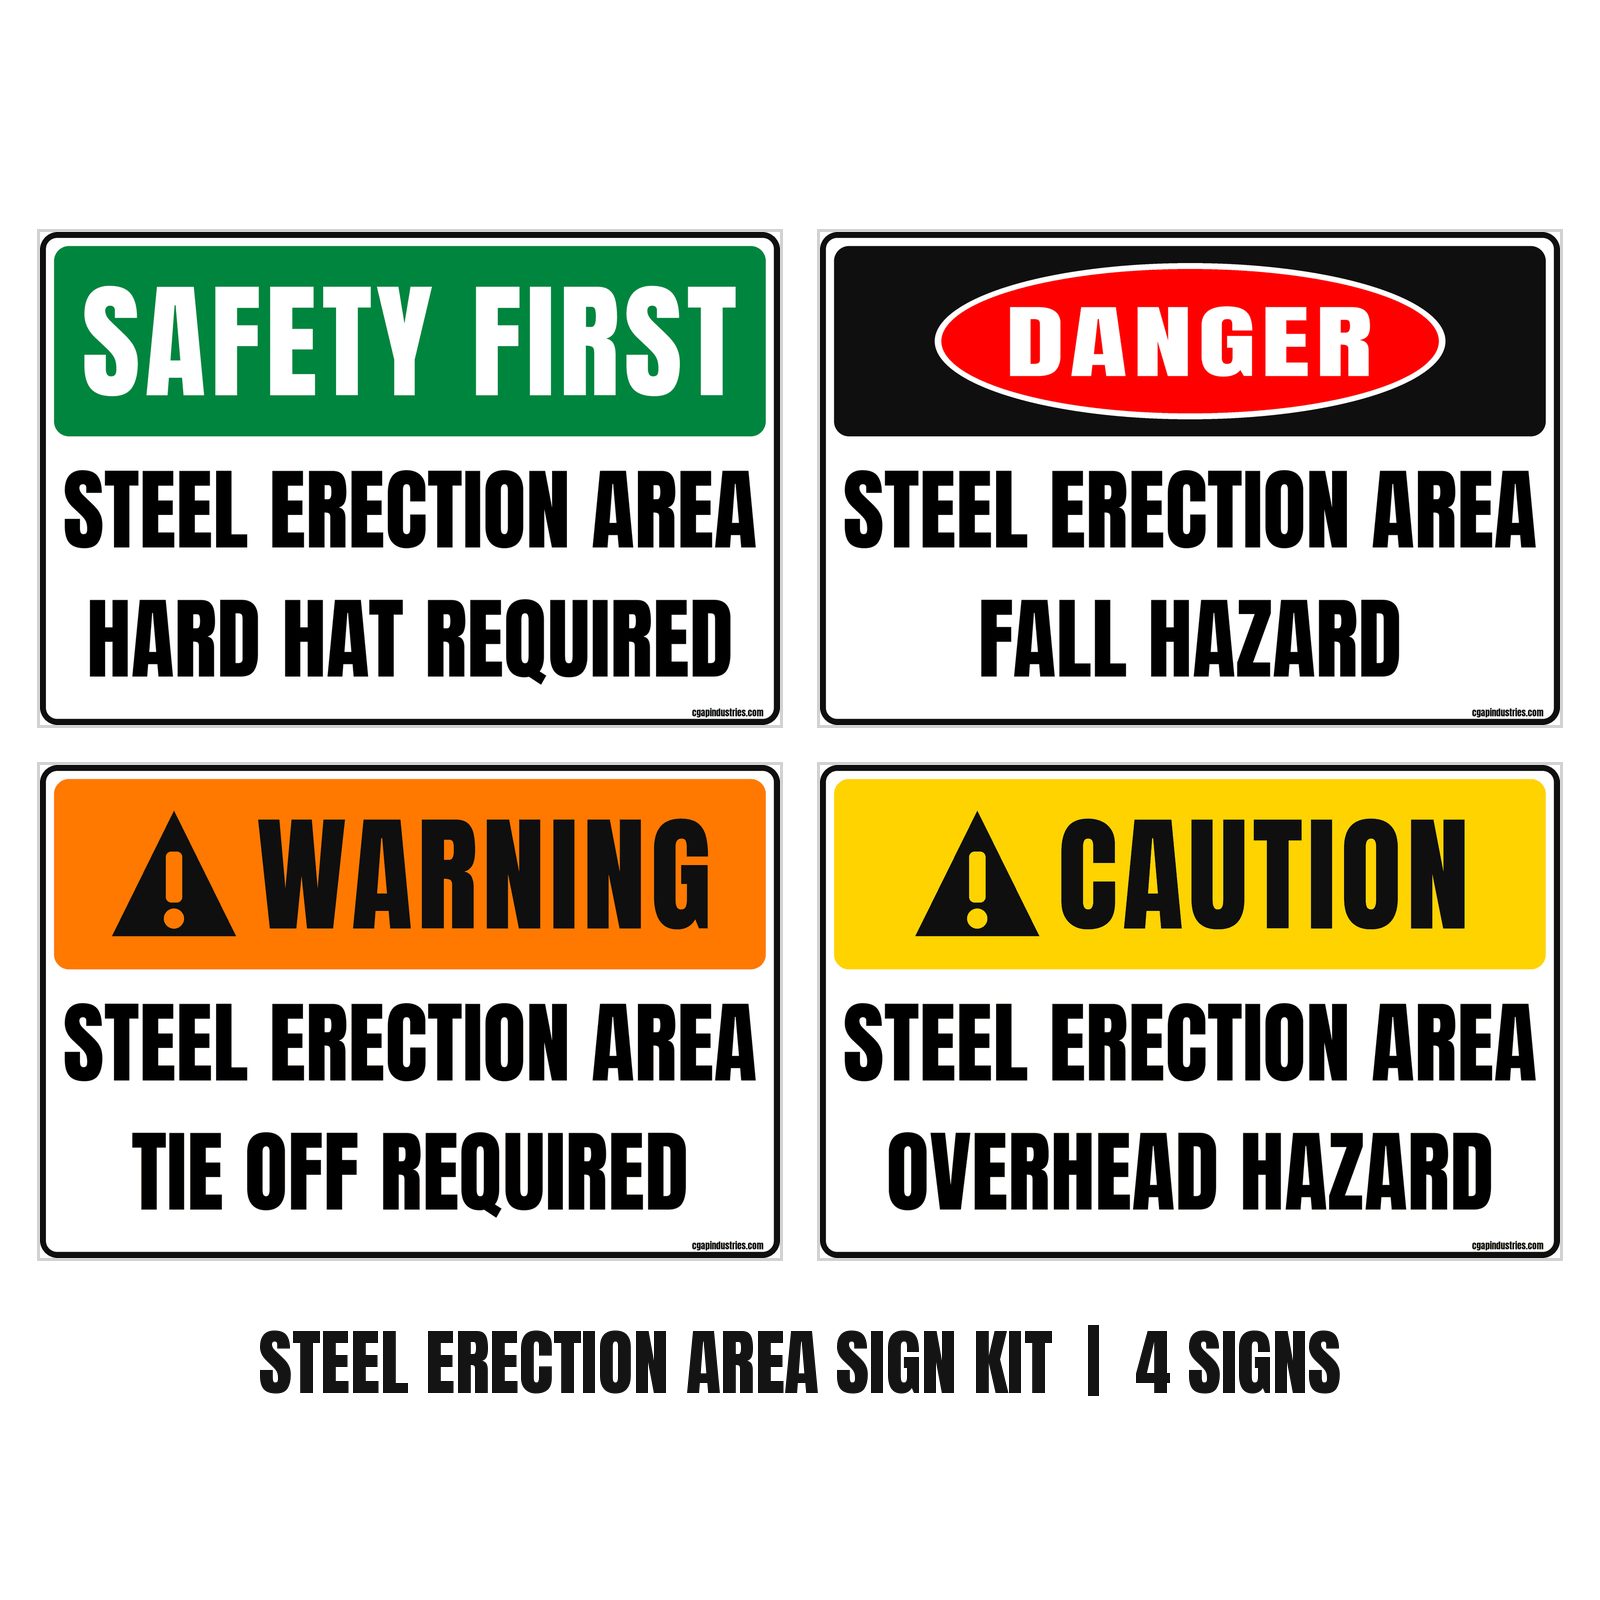 SAFETY FIRST
STEEL ERECTION AREA
HARD HAT REQUIRED
cgapindustries.com
DANGER
STEEL ERECTION AREA
FALL HAZARD
cgapindustries.com
WARNING
STEEL ERECTION AREA
TIE OFF REQUIRED
cgapindustries.com
CAUTION
STEEL ERECTION AREA
OVERHEAD HAZARD
cgapindustries.com
STEEL ERECTION AREA SIGN KIT | 4 SIGNS